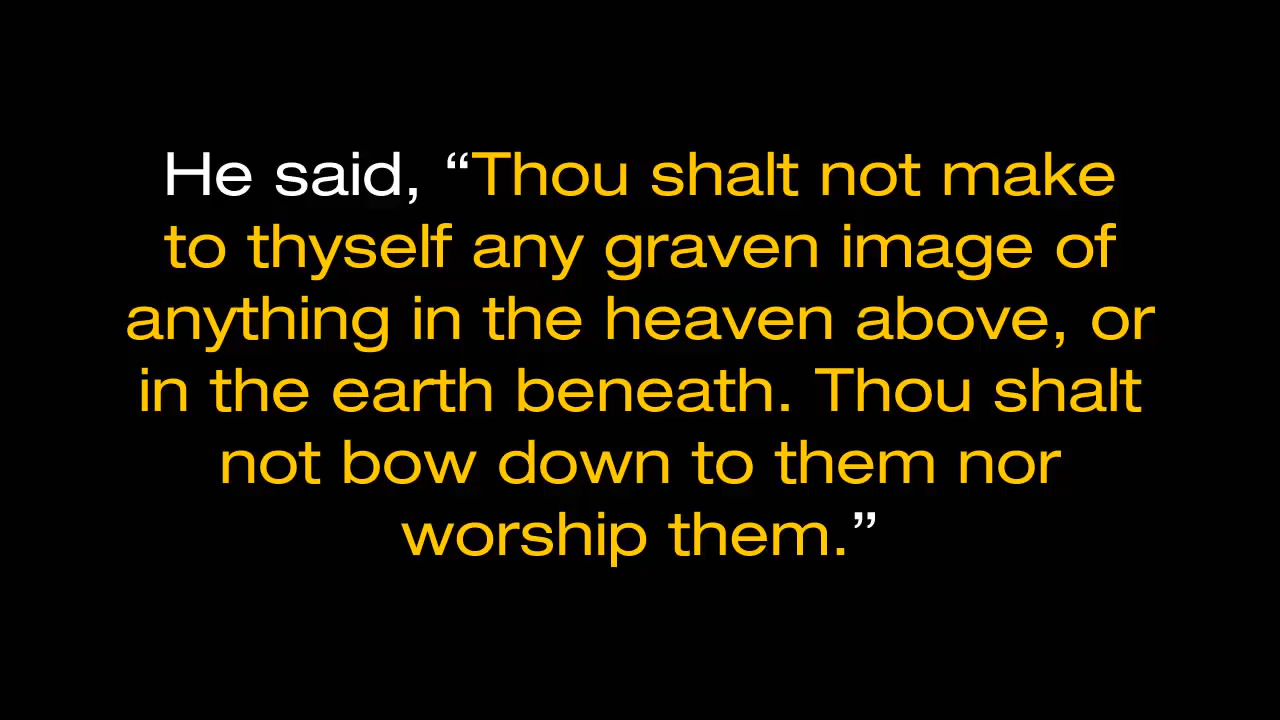 He said, “Thou shalt not make
to thyself any graven image of
anything in the heaven above, or
in the earth beneath. Thou shalt
not bow down to them nor
worship them.”